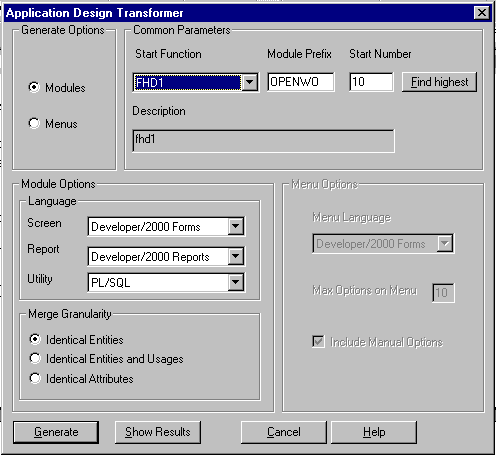 Application Design Transformer
Generate Options
Modules
Menus
Common Parameters
Start Function Module Prefix Start Number
FHD1 OPENWO 10 Find highest
Description
fhd1
Module Options
Language
Screen Developer/2000 Forms
Report Developer/2000 Reports
Utility PL/SQL
Merge Granularity
Identical Entities
Identical Entities and Usages
Identical Attributes
Menu Options
Menu Language
Developer/2000 Forms
Max Options on Menu 10
Include Manual Options
Generate Show Results Cancel Help